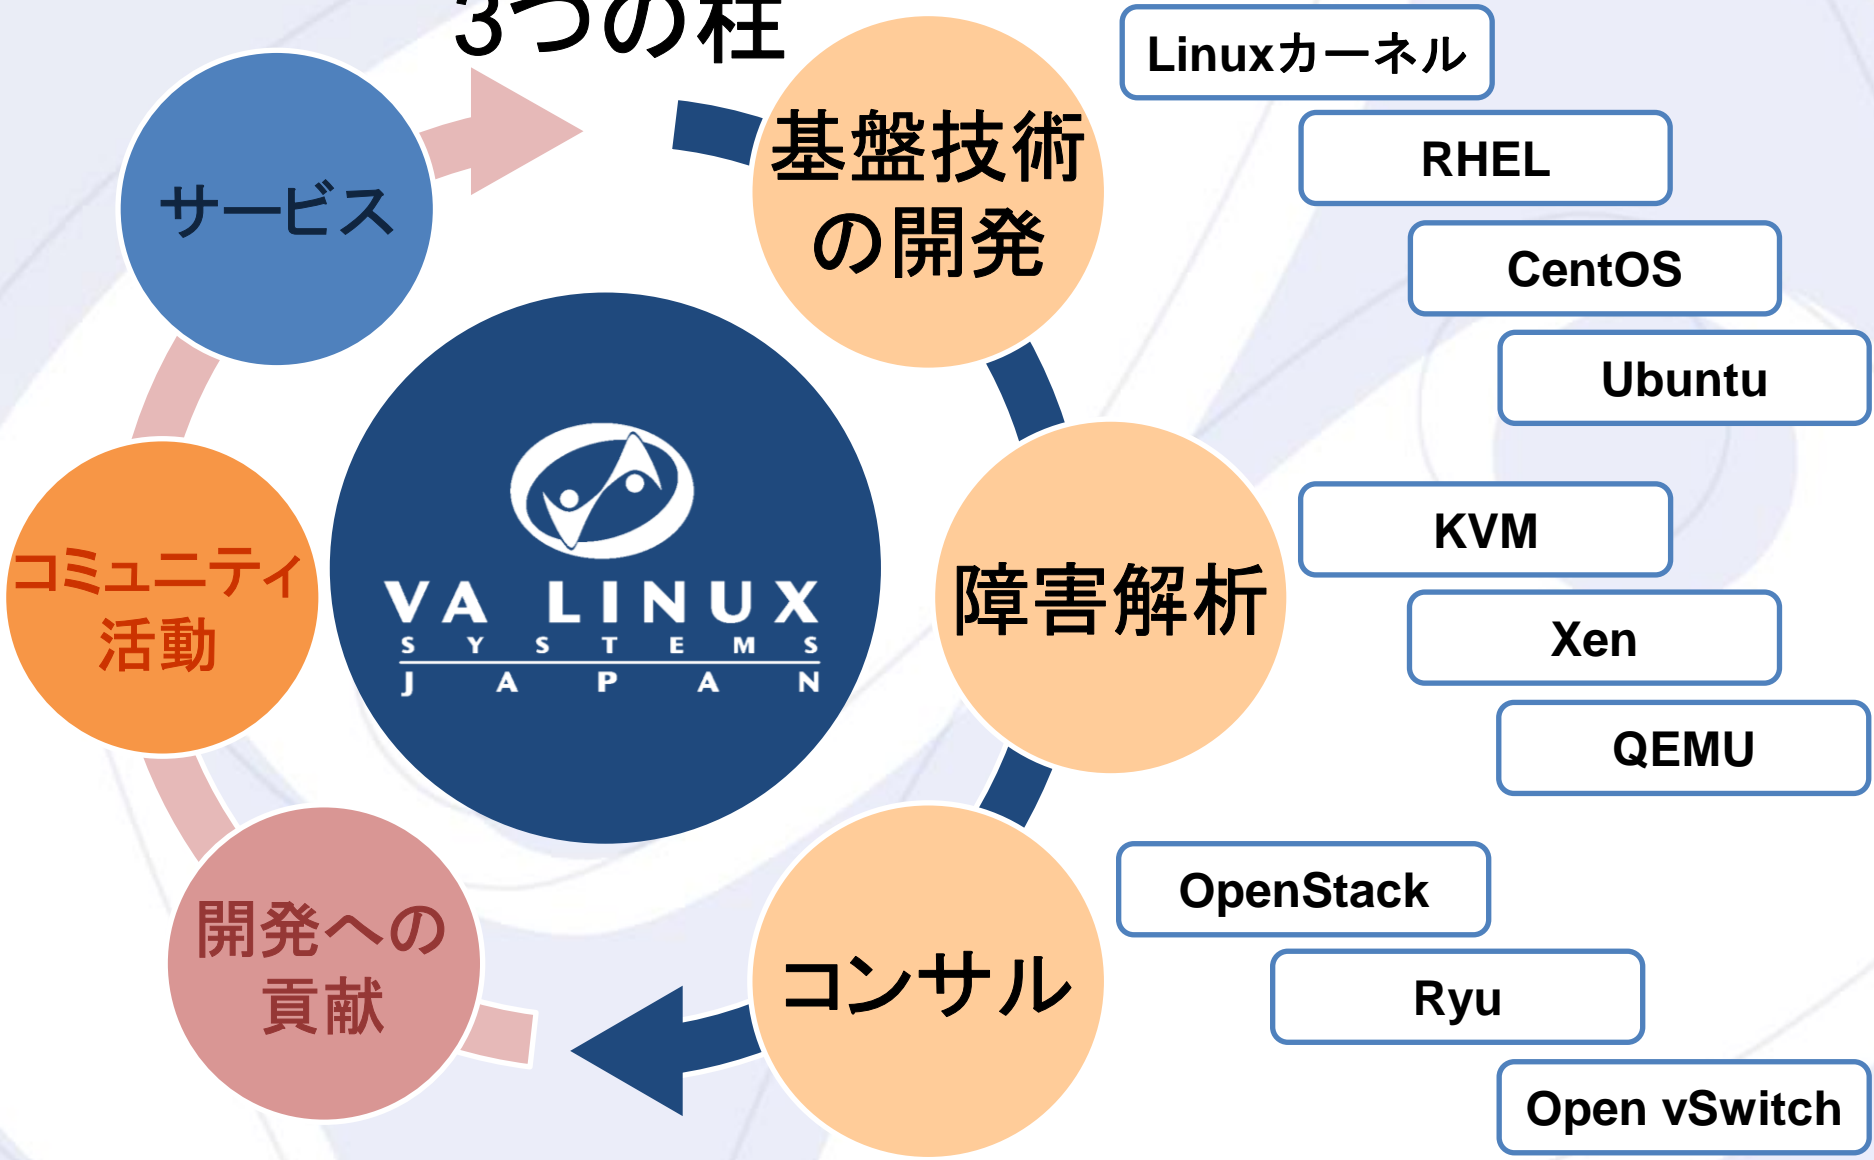 3つの柱
サービス
基盤技術
の開発
障害解析
コンサル
開発への
貢献
コミュニティ
活動
VA LINUX
SYSTEMS
JAPAN
Linuxカーネル
RHEL
CentOS
Ubuntu
KVM
Xen
QEMU
OpenStack
Ryu
Open vSwitch